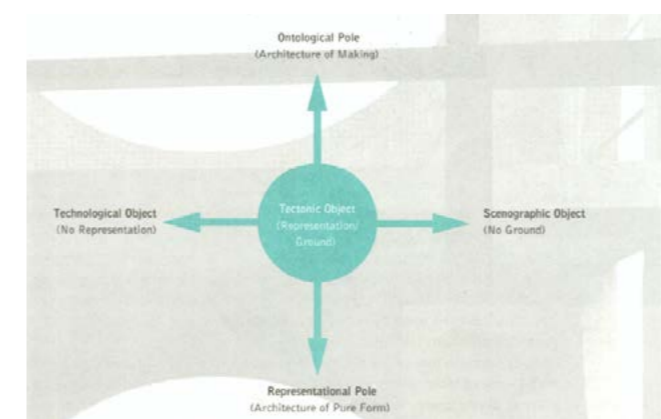 Ontological Pole
(Architecture of Making)
Technological Object
(No Representation)
Tectonic Object
(Representation/
Ground)
Scenographic Object
(No Ground)
Representational Pole
(Architecture of Pure Form)